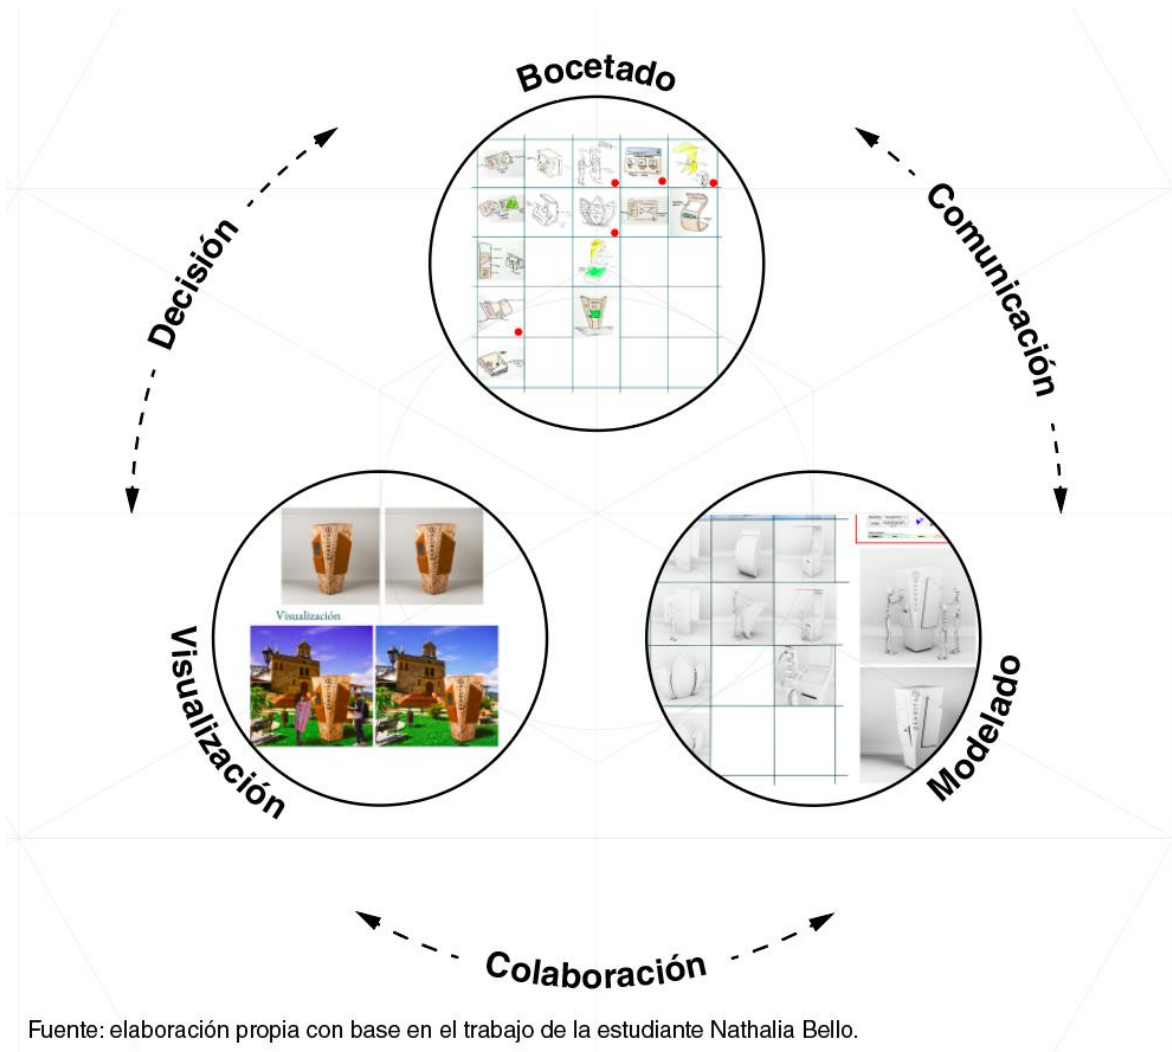 Bocetado
Decisión
Comunicación
Visualización
Visualización
Modelado
Colaboración
Fuente: elaboración propia con base en el trabajo de la estudiante Nathalia Bello.